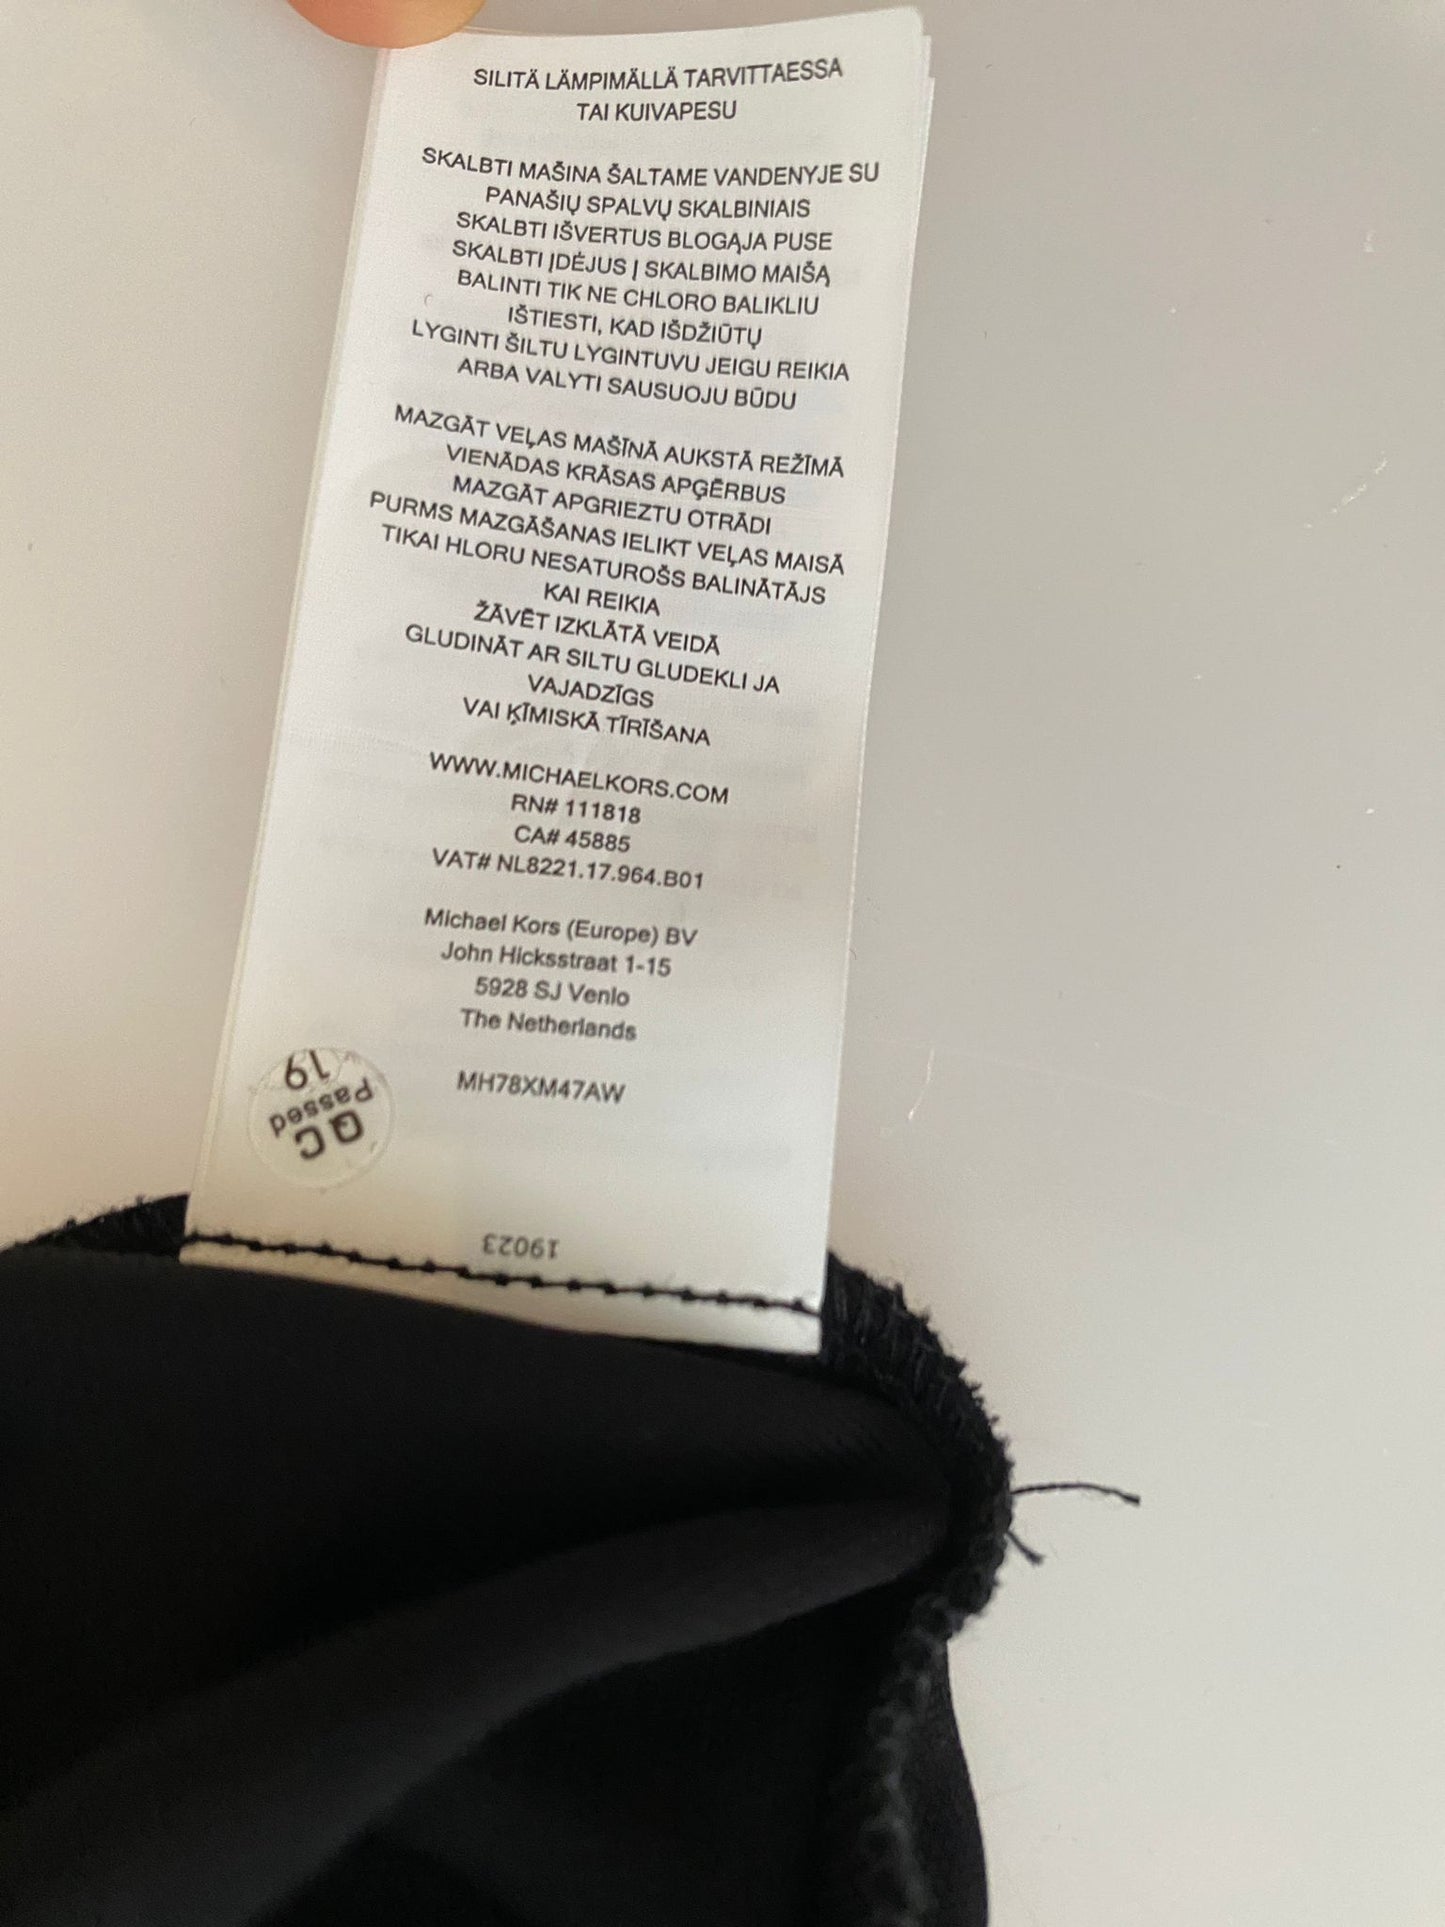 SILITÄ LÄMPIMÄLLÄ TARVITTAESSA
TAI KUIVAPESU
SKALBTI MAŠINA ŠALTAME VANDENYJE SU
PANAŠIŲ SPALVŲ SKALBINIAIS
SKALBTI IŠVERTUS BLOGĄJA PUSE
SKALBTI ĮDĖJUS Į SKALBIMO MAIŠĄ
BALINTI TIK NE CHLORO BALIKLIU
IŠTIESTI, KAD IŠDŽIŪTŲ
LYGINTI ŠILTU LYGINTUVU JEIGU REIKIA
ARBA VALYTI SAUSUOJU BŪDU
MAZGĀT VEĻAS MAŠĪNĀ AUKSTĀ REŽĪMĀ
VIENĀDAS KRĀSAS APĢĒRBUS
MAZGĀT APGRIEZTU OTRĀDI
PURMS MAZGĀŠANAS IELIKT VEĻAS MAISĀ
TIKAI HLORU NESATUROŠS BALINĀTĀJS
KAI REIKIA
ŽĀVĒT IZKLĀTĀ VEIDĀ
GLUDINĀT AR SILTU GLUDEKLI JA
VAJADZĪGS
VAI ĶĪMISKĀ TĪRĪŠANA
WWW.MICHAELKORS.COM
RN# 111818
CA# 45885
VAT# NL8221.17.964.B01
Michael Kors (Europe) BV
John Hicksstraat 1-15
5928 SJ Venlo
The Netherlands
MH78XM47AW
QC
Passed
19
19023